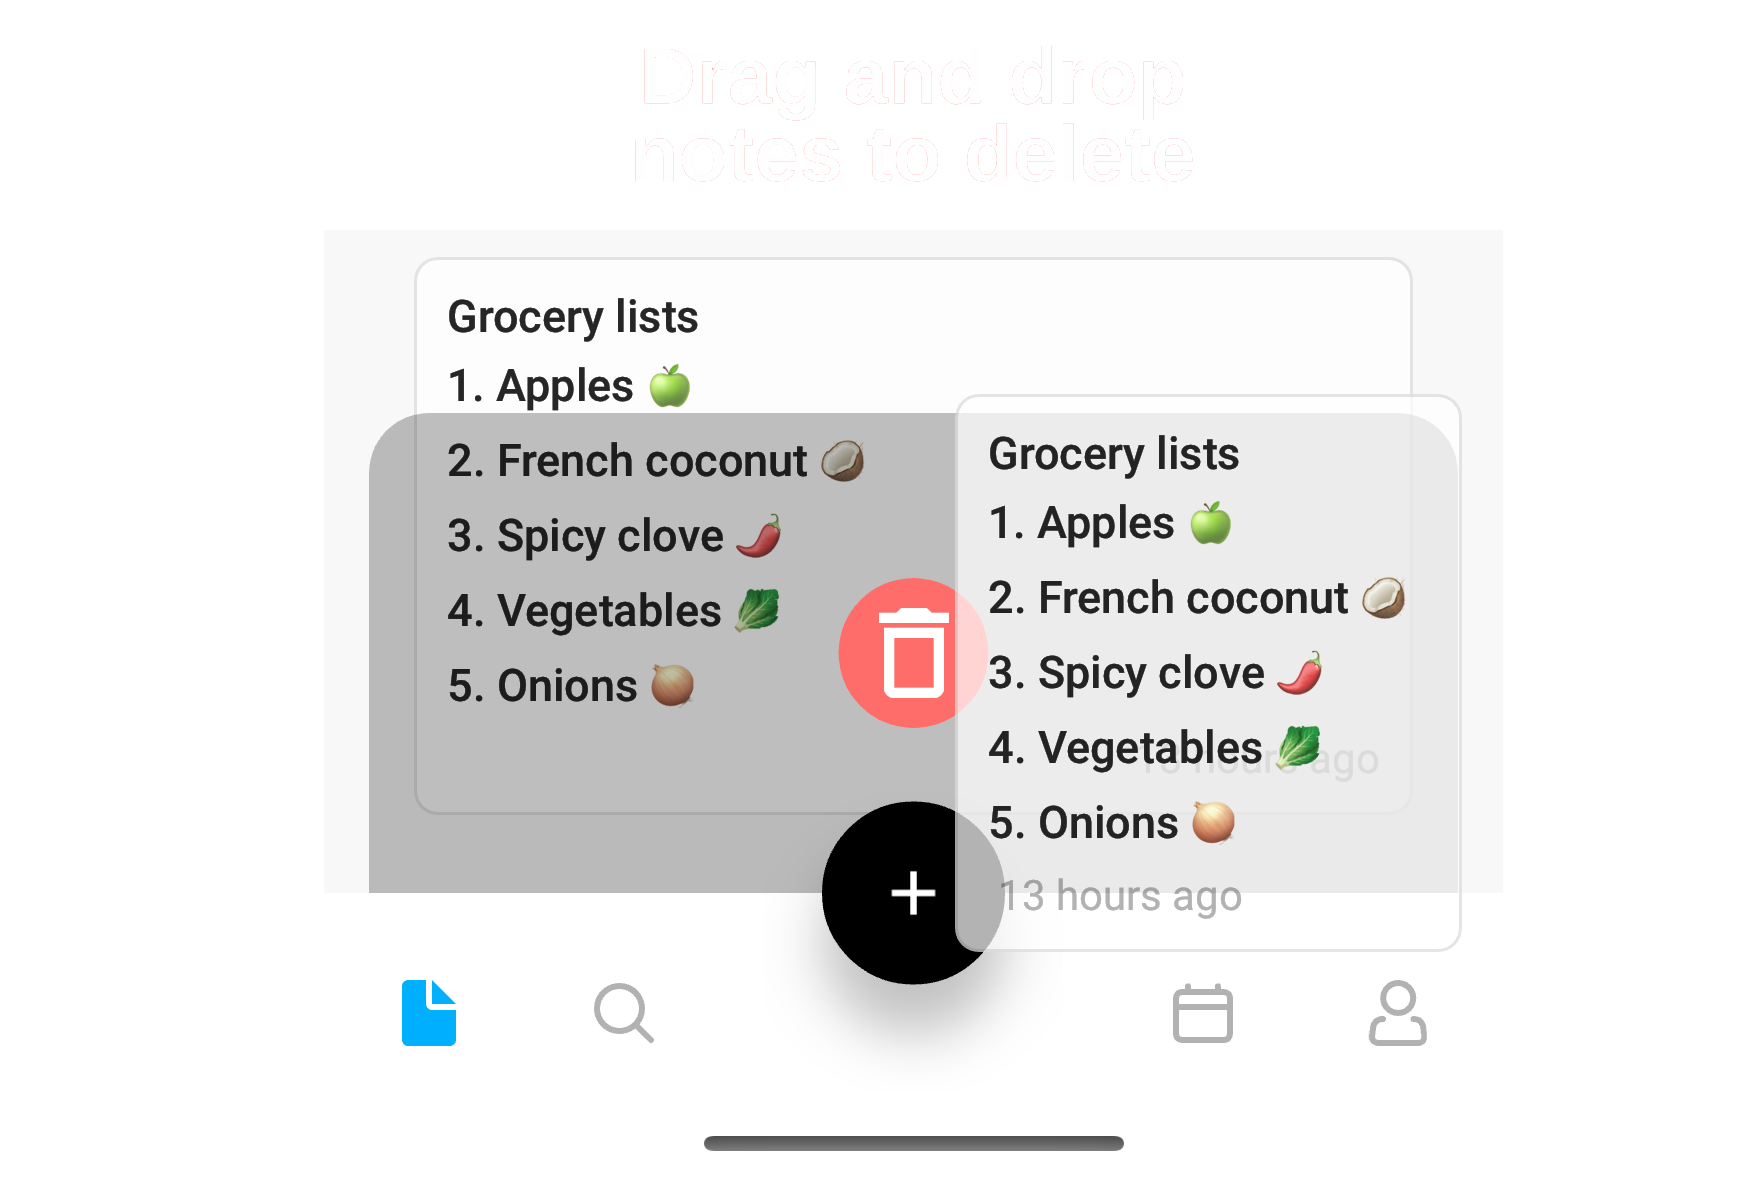 Drag and drop
notes to delete
Grocery lists
1. Apples 🍏
2. French coconut 🥥
3. Spicy clove 🌶️
4. Vegetables 🥬
5. Onions 🧅
hours ago
Grocery lists
1. Apples 🍏
2. French coconut 🥥
3. Spicy clove 🌶️
4. Vegetables 🥬
5. Onions 🧅
13 hours ago